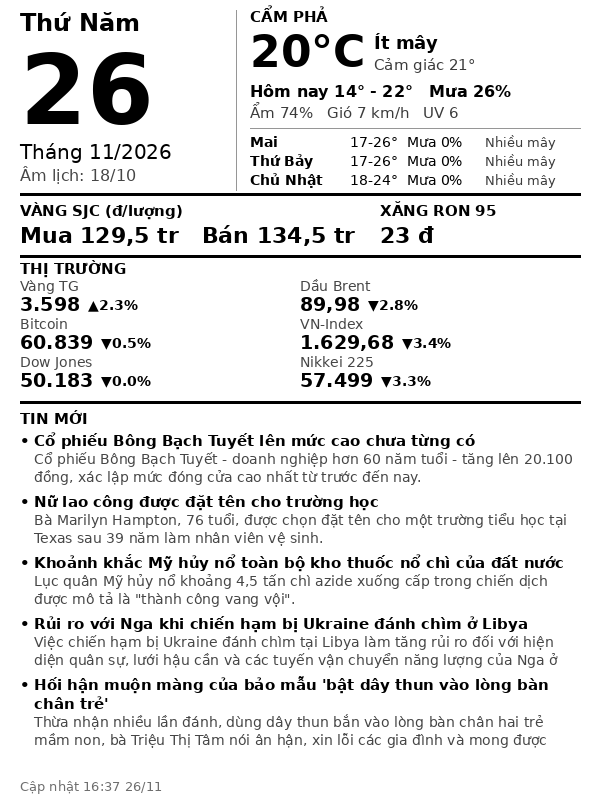 Thứ Năm
26
Tháng 11/2026
Âm lịch: 18/10
CẨM PHẢ
20°C Ít mây
Cảm giác 21°
Hôm nay 14° - 22° Mưa 26%
Ẩm 74% Gió 7 km/h UV 6
Mai 17-26° Mưa 0% Nhiều mây
Thứ Bảy 17-26° Mưa 0% Nhiều mây
Chủ Nhật 18-24° Mưa 0% Nhiều mây
VÀNG SJC (đ/lượng)
Mua 129,5 tr Bán 134,5 tr
XĂNG RON 95
23 đ
THỊ TRƯỜNG
Vàng TG
3.598 ▲2.3%
Dầu Brent
89,98 ▼2.8%
Bitcoin
60.839 ▼0.5%
VN-Index
1.629,68 ▼3.4%
Dow Jones
50.183 ▼0.0%
Nikkei 225
57.499 ▼3.3%
TIN MỚI
• Cổ phiếu Bông Bạch Tuyết lên mức cao chưa từng có
Cổ phiếu Bông Bạch Tuyết - doanh nghiệp hơn 60 năm tuổi - tăng lên 20.100
đồng, xác lập mức đóng cửa cao nhất từ trước đến nay.
• Nữ lao công được đặt tên cho trường học
Bà Marilyn Hampton, 76 tuổi, được chọn đặt tên cho một trường tiểu học tại
Texas sau 39 năm làm nhân viên vệ sinh.
• Khoảnh khắc Mỹ hủy nổ toàn bộ kho thuốc nổ chì của đất nước
Lục quân Mỹ hủy nổ khoảng 4,5 tấn chì azide xuống cấp trong chiến dịch
được mô tả là "thành công vang vội".
• Rủi ro với Nga khi chiến hạm bị Ukraine đánh chìm ở Libya
Việc chiến hạm bị Ukraine đánh chìm tại Libya làm tăng rủi ro đối với hiện
diện quân sự, lưới hậu cần và các tuyến vận chuyển năng lượng của Nga ở
• Hối hận muộn màng của bảo mẫu 'bật dây thun vào lòng bàn
chân trẻ'
Thừa nhận nhiều lần đánh, dùng dây thun bắn vào lòng bàn chân hai trẻ
mầm non, bà Triệu Thị Tâm nói ân hận, xin lỗi các gia đình và mong được
Cập nhật 16:37 26/11